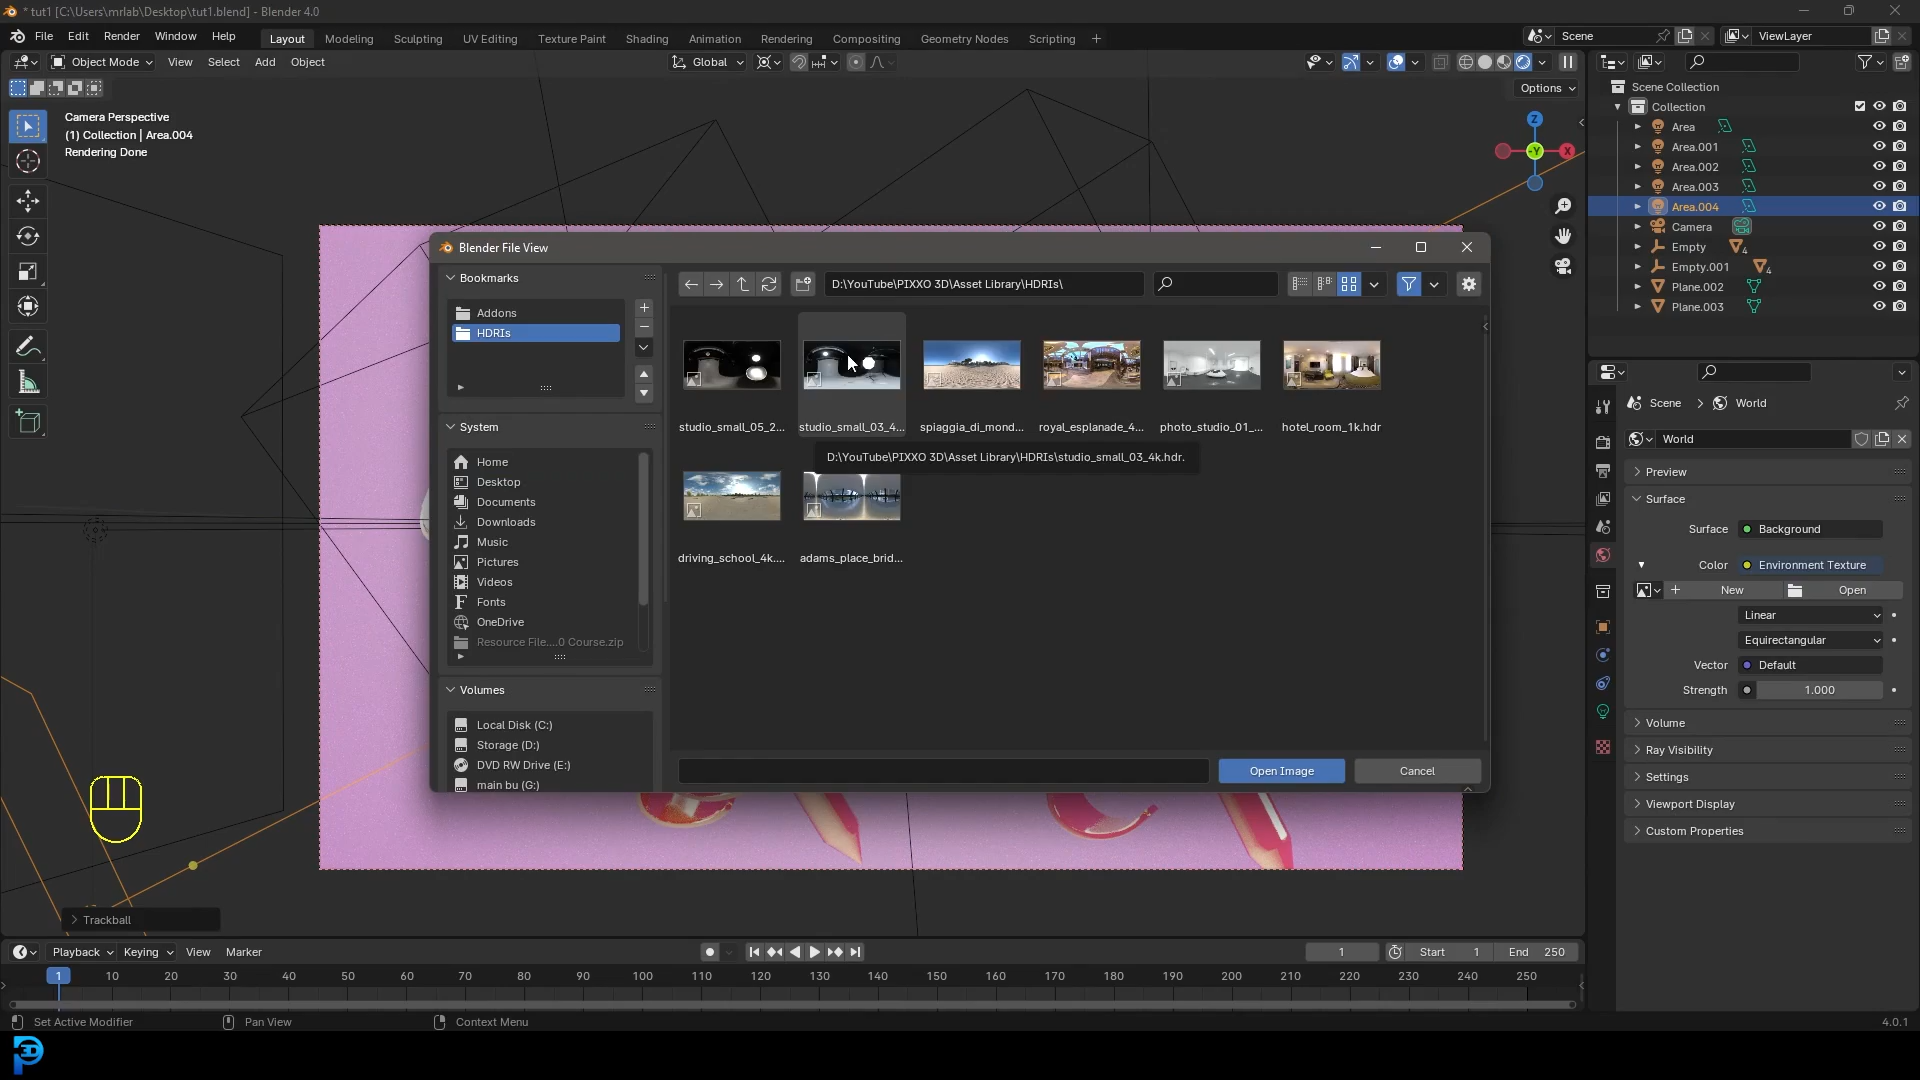 * tut1 [C:\Users\mrlab\Desktop\tut1.blend] - Blender 4.0
File Edit Render Window Help
Layout Modeling Sculpting UV Editing Texture Paint Shading Animation Rendering Compositing Geometry Nodes Scripting +
Scene
ViewLayer
Object Mode View Select Add Object
Global
Options
Camera Perspective
(1) Collection | Area.004
Rendering Done
Z
-Y
X
Scene Collection
Collection
Area
Area.001
Area.002
Area.003
Area.004
Camera
Empty 4
Empty.001 4
Plane.002
Plane.003
Blender File View
Bookmarks
Addons
HDRIs
D:\YouTube\PIXXO 3D\Asset Library\HDRIs\
studio_small_05_2... studio_small_03_4... spiaggia_di_mond... royal_esplanade_4... photo_studio_01_... hotel_room_1k.hdr
D:\YouTube\PIXXO 3D\Asset Library\HDRIs\studio_small_03_4k.hdr.
driving_school_4k.... adams_place_brid...
System
Home
Desktop
Documents
Downloads
Music
Pictures
Videos
Fonts
OneDrive
Resource File....0 Course.zip
Volumes
Local Disk (C:)
Storage (D:)
DVD RW Drive (E:)
main bu (G:)
Open Image
Cancel
Scene > World
World
Preview
Surface
Surface Background
Color Environment Texture
New Open
Linear
Equirectangular
Vector Default
Strength 1.000
Volume
Ray Visibility
Settings
Viewport Display
Custom Properties
> Trackball
Playback Keying View Marker
1
Start 1 End 250
1 10 20 30 40 50 60 70 80 90 100 110 120 130 140 150 160 170 180 190 200 210 220 230 240 250
Set Active Modifier Pan View Context Menu
4.0.1
3D